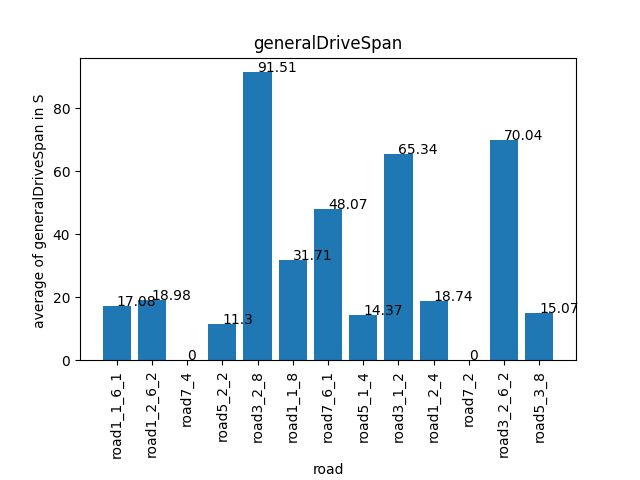 generalDriveSpan
average of generalDriveSpan in S
80
60
40
20
0
17.08
18.98
0
11.3
91.51
31.71
48.07
14.37
65.34
18.74
0
70.04
15.07
road1_1_6_1
road1_2_6_2
road7_4
road5_2_2
road3_2_8
road1_1_8
road7_6_1
road5_1_4
road3_1_2
road1_2_4
road7_2
road3_2_6_2
road5_3_8
road